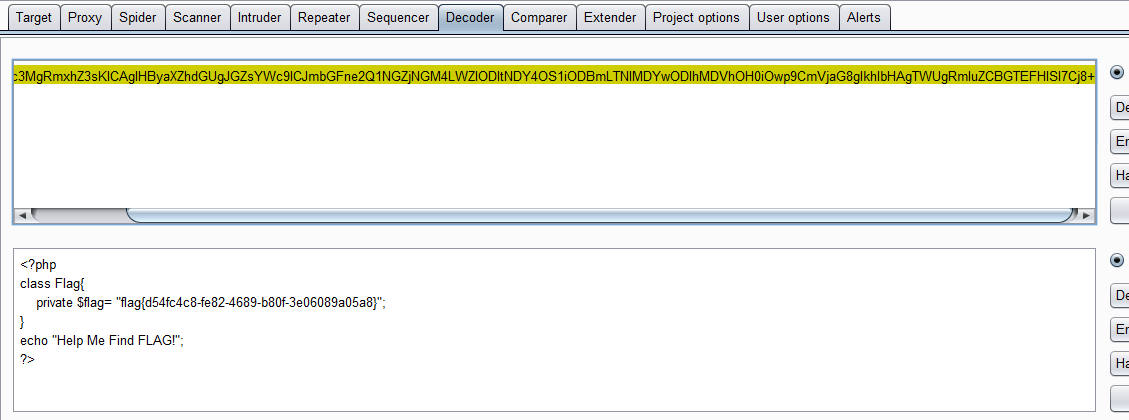 Target Proxy Spider Scanner Intruder Repeater Sequencer Decoder Comparer Extender Project options User options Alerts
c3MgRmxhZ3sKICAgIHByaXZhdGUgJGZsYWc9ICJmbGFne2Q1NGZjNGM4LWZlODItNDY4OS1iODBmLTNlMDYwODlhMDVhOH0iOwp9CmVjaG8gIkhlbHAgTWUgRmluZCBGTEFHISI7Cj8+
De
En
Ha
<?php
class Flag{
    private $flag= "flag{d54fc4c8-fe82-4689-b80f-3e06089a05a8}";
}
echo "Help Me Find FLAG!";
?>
De
En
Ha